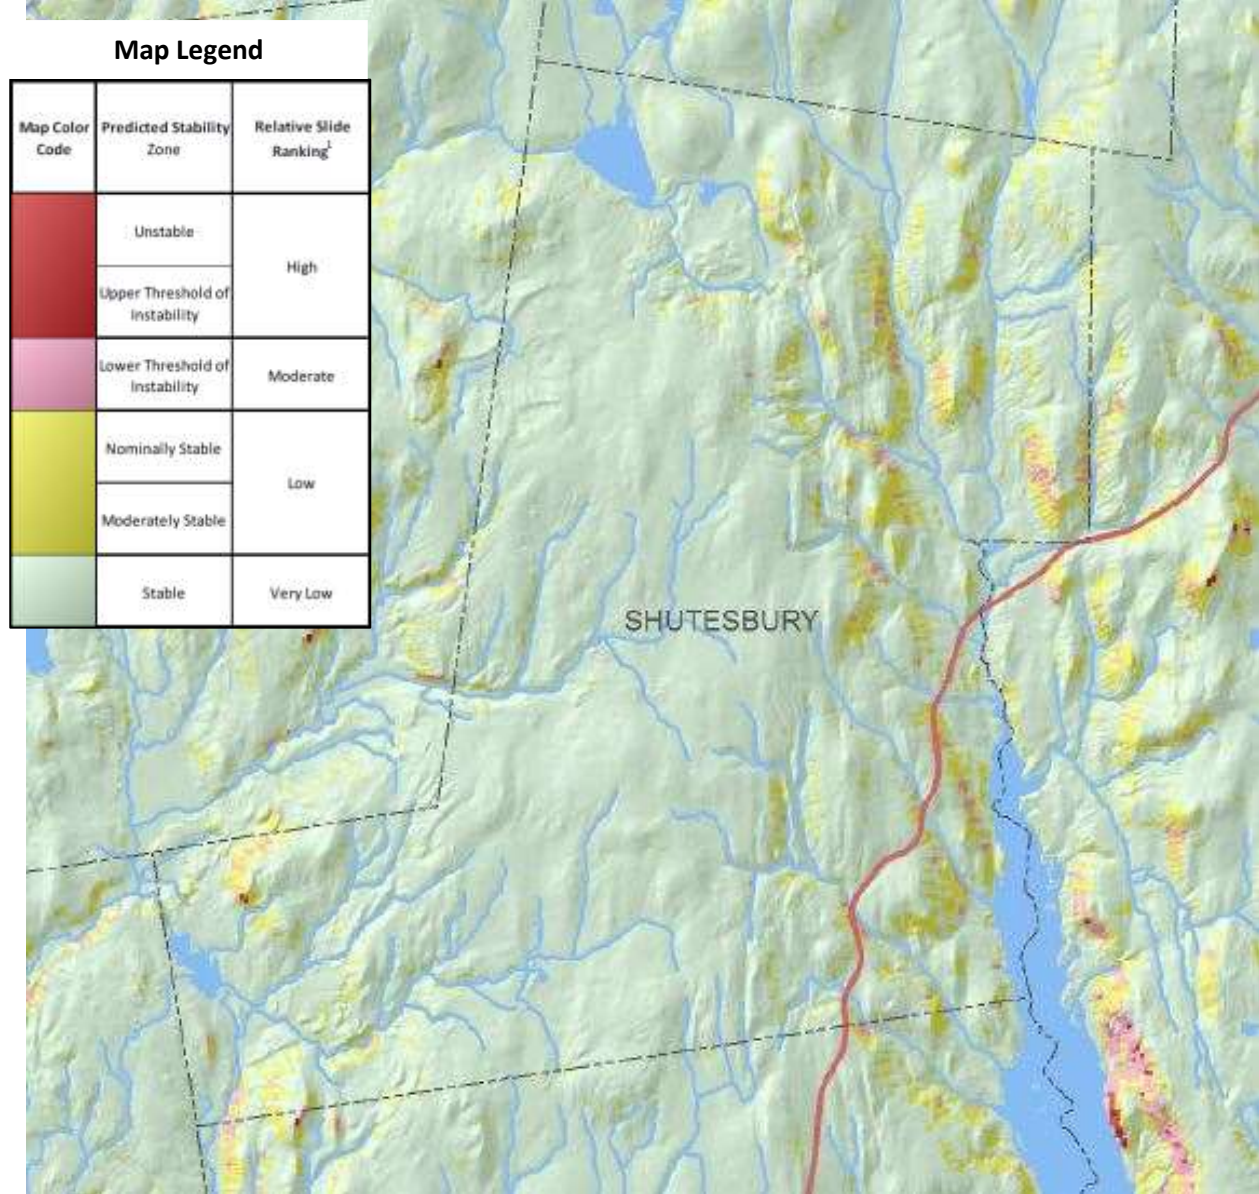 Map Legend
Map Color
Code
Predicted Stability
Zone
Relative Slide
Ranking¹
Unstable
High
Upper Threshold of
Instability
Lower Threshold of
Instability
Moderate
Nominally Stable
Low
Moderately Stable
Stable
Very Low
SHUTESBURY